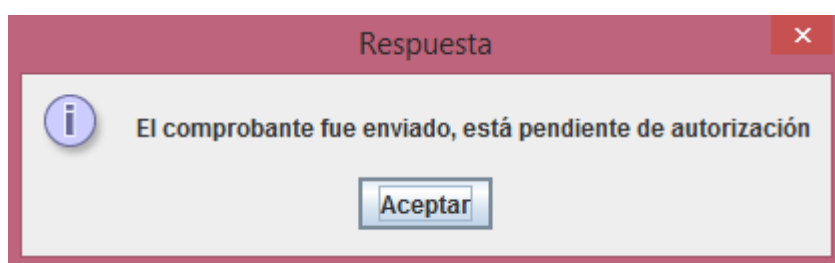 Respuesta
El comprobante fue enviado, está pendiente de autorización
Aceptar